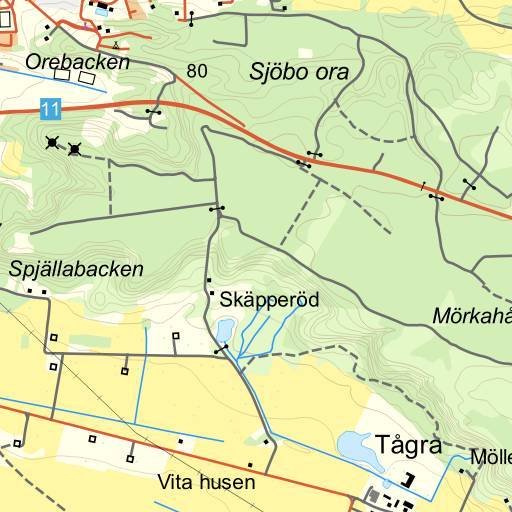 Orebacken
80
Sjöbo ora
11
Spjällabacken
Skäpperöd
Mörkahå
Tågra
Mölle
Vita husen